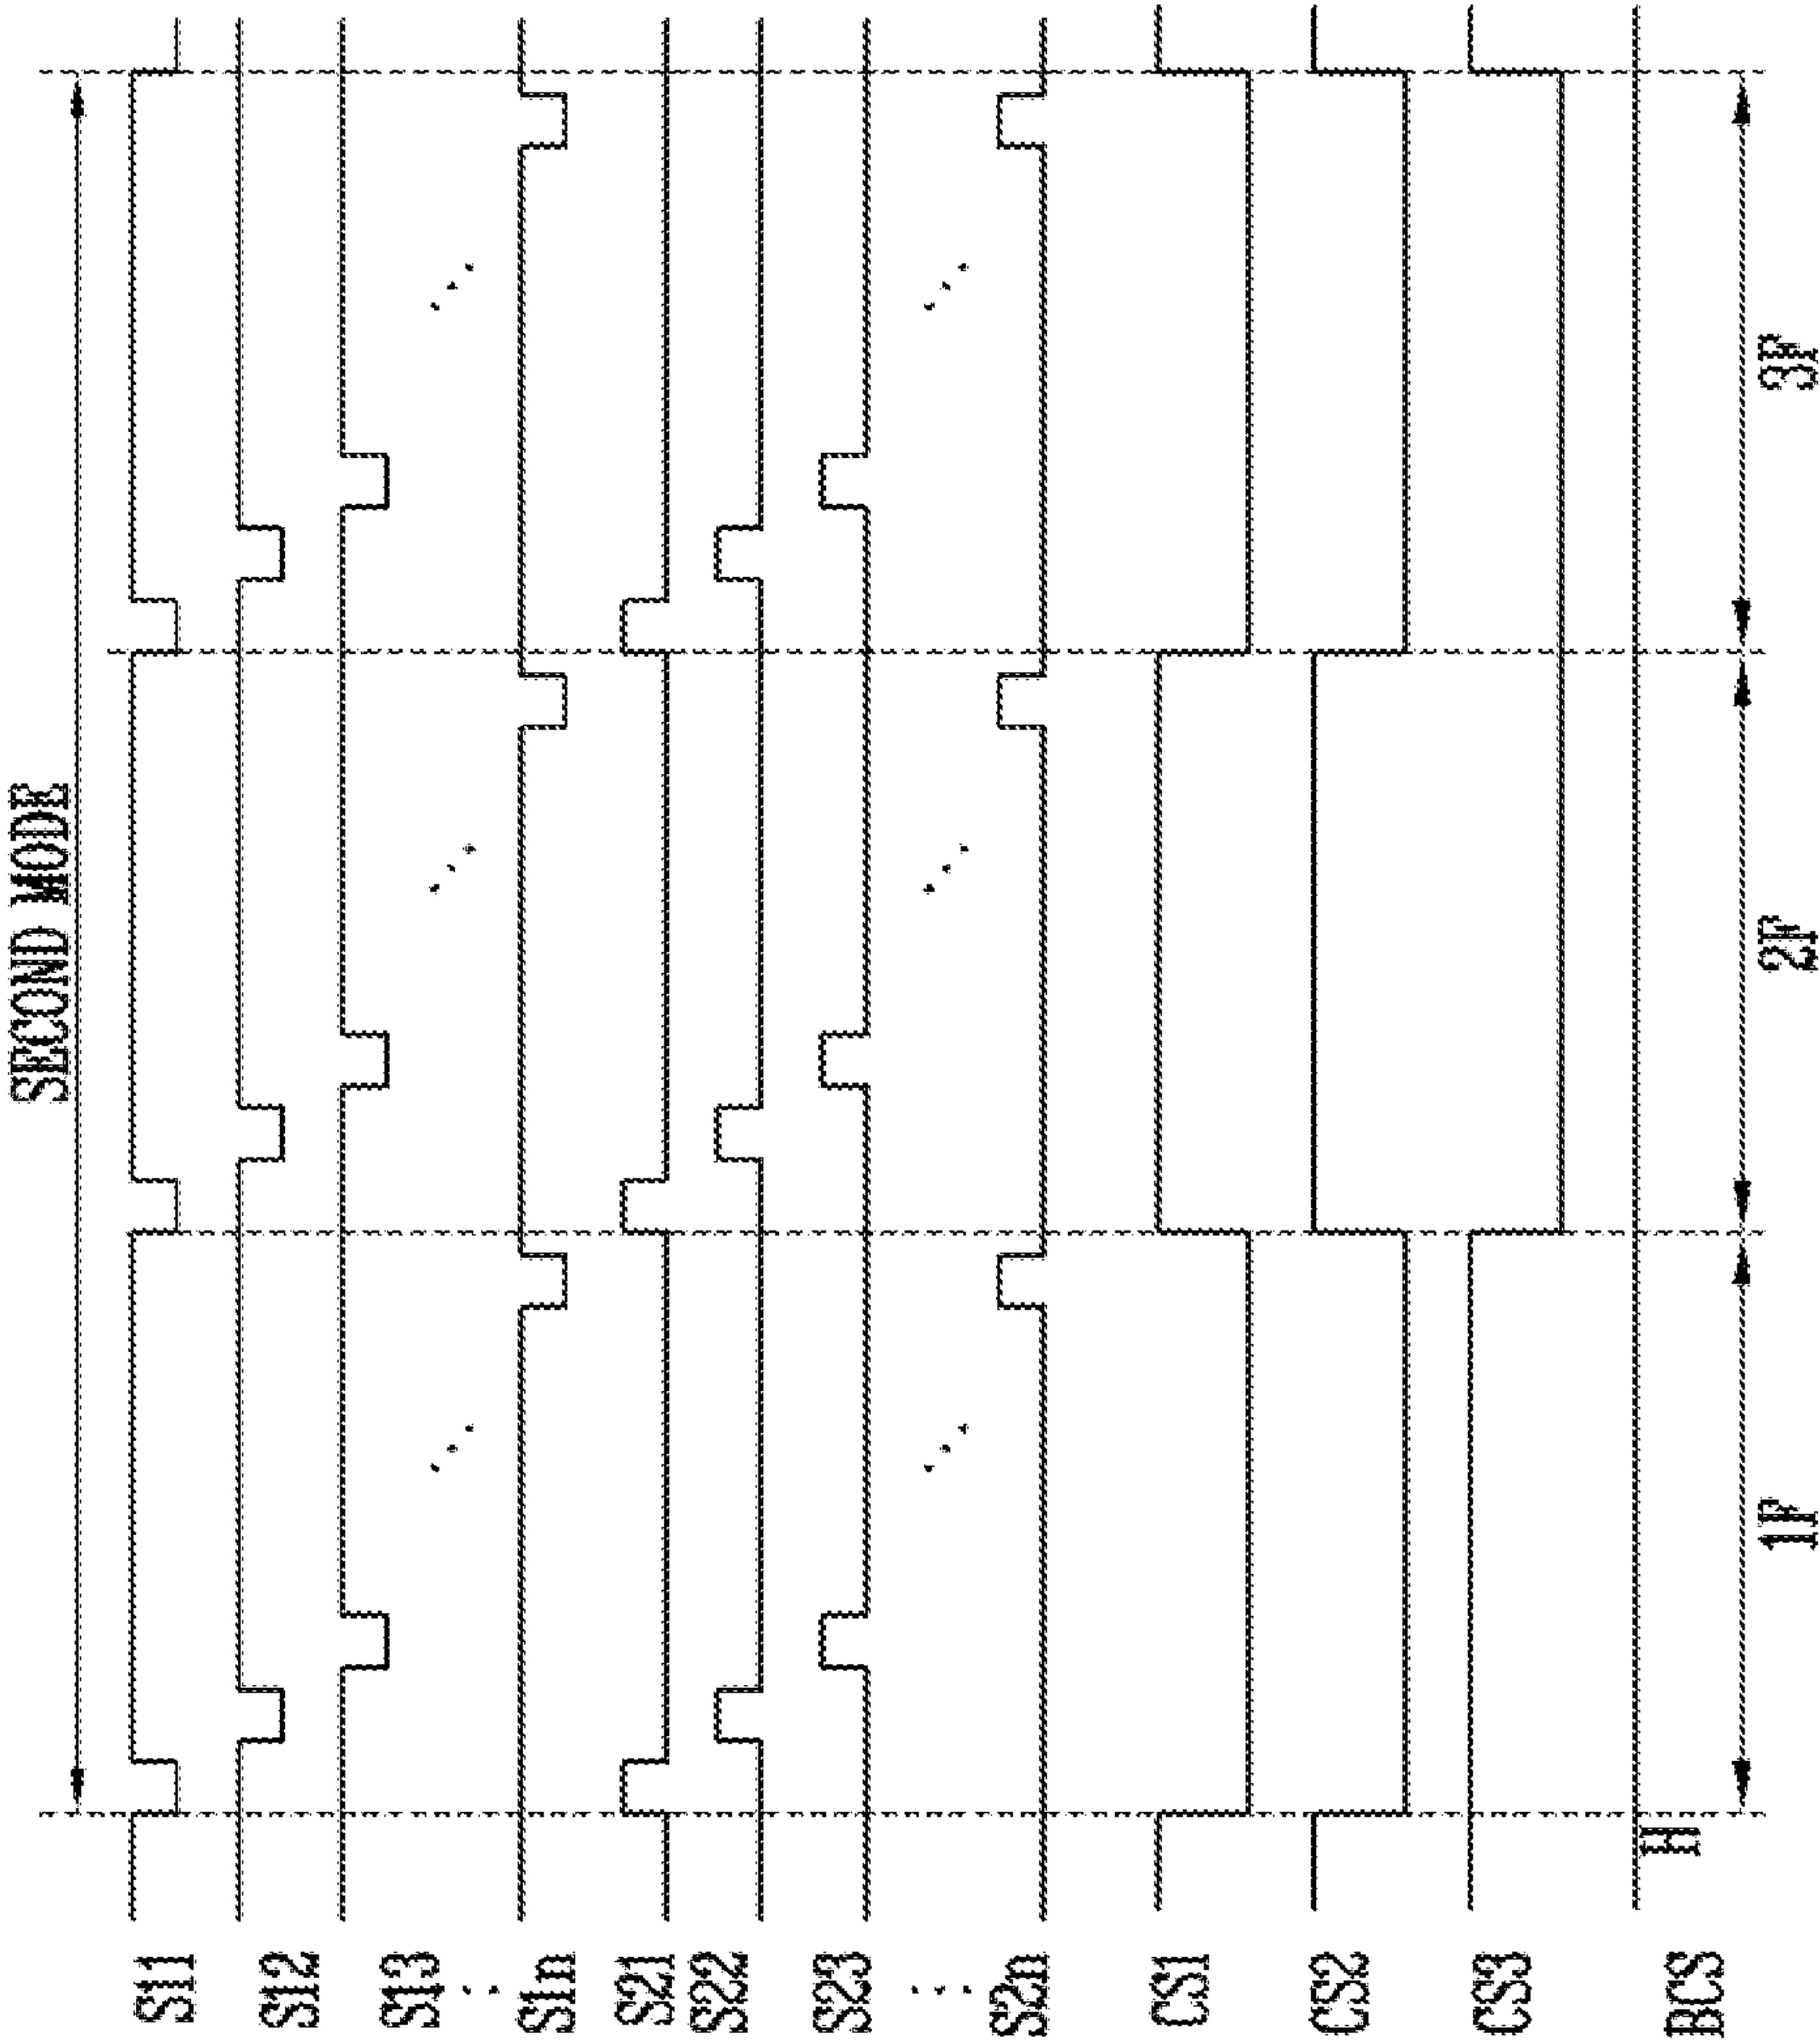 SECOND MODE
S11
S12
S13
⋮
S1n
S21
S22
S23
⋮
S2n
CS1
CS2
CS3
BCS
H
1F
2F
3F